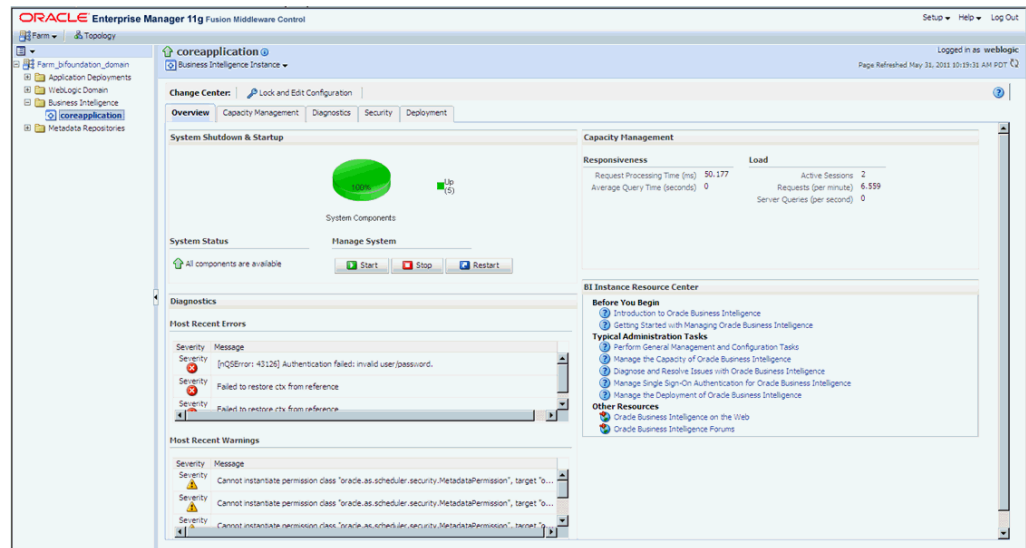 ORACLE Enterprise Manager 11g Fusion Middleware Control
Setup Help Log Out
Farm Topology
Farm_bifoundation_domain
Application Deployments
WebLogic Domain
Business Intelligence
coreapplication
Metadata Repositories
coreapplication
Business Intelligence Instance
Logged in as weblogic
Page Refreshed May 31, 2011 10:19:31 AM PDT
Change Center: Lock and Edit Configuration
Overview Capacity Management Diagnostics Security Deployment
System Shutdown & Startup
100%
Up
(5)
System Components
System Status
All components are available
Manage System
Start Stop Restart
Diagnostics
Most Recent Errors
Severity Message
Severity [nQSError: 43126] Authentication failed: invalid user/password.
Severity Failed to restore ctx from reference
Severity Failed to restore ctx from reference
Most Recent Warnings
Severity Message
Severity Cannot instantiate permission class "oracle.as.scheduler.security.MetadataPermission", target "o...
Severity Cannot instantiate permission class "oracle.as.scheduler.security.MetadataPermission", target "o...
Severity Cannot instantiate permission class "oracle.as.scheduler.security.MetadataPermission", target "o...
Capacity Management
Responsiveness
Request Processing Time (ms) 50.177
Average Query Time (seconds) 0
Load
Active Sessions 2
Requests (per minute) 6.559
Server Queries (per second) 0
BI Instance Resource Center
Before You Begin
Introduction to Oracle Business Intelligence
Getting Started with Managing Oracle Business Intelligence
Typical Administration Tasks
Perform General Management and Configuration Tasks
Manage the Capacity of Oracle Business Intelligence
Diagnose and Resolve Issues with Oracle Business Intelligence
Manage Single Sign-On Authentication for Oracle Business Intelligence
Manage the Deployment of Oracle Business Intelligence
Other Resources
Oracle Business Intelligence on the Web
Oracle Business Intelligence Forums